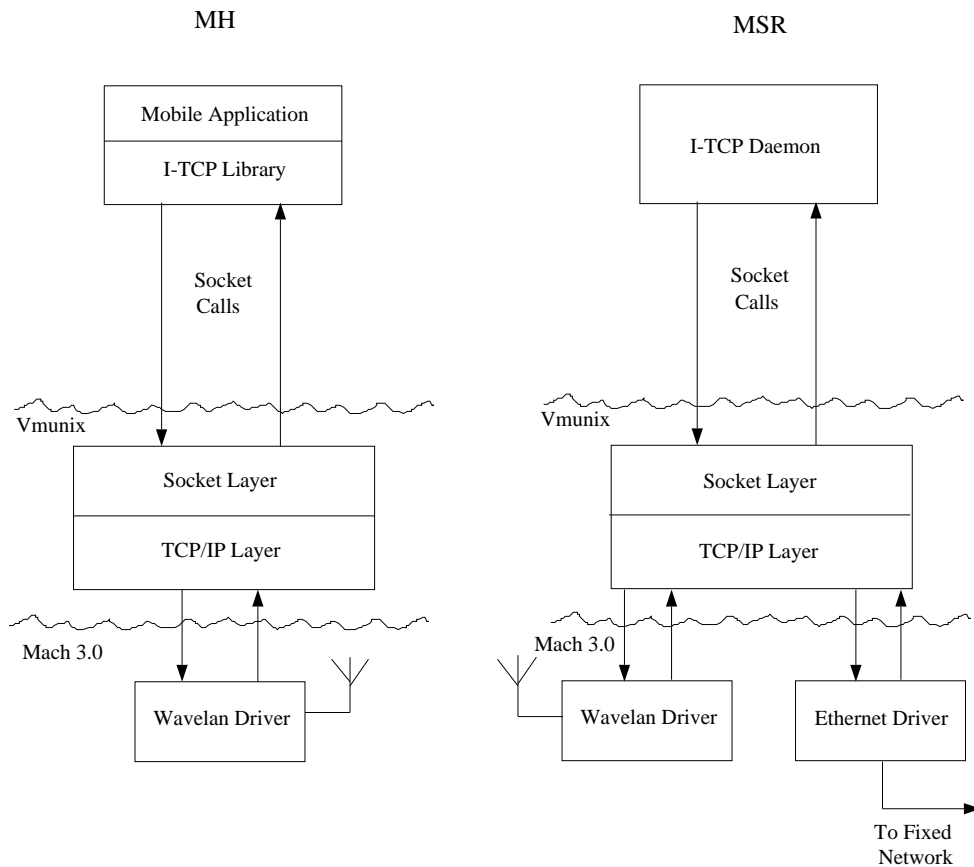 MH
Mobile Application
I-TCP Library
Socket
Calls
Vmunix
Socket Layer
TCP/IP Layer
Mach 3.0
Wavelan Driver
MSR
I-TCP Daemon
Socket
Calls
Vmunix
Socket Layer
TCP/IP Layer
Mach 3.0
Wavelan Driver
Ethernet Driver
To Fixed
Network